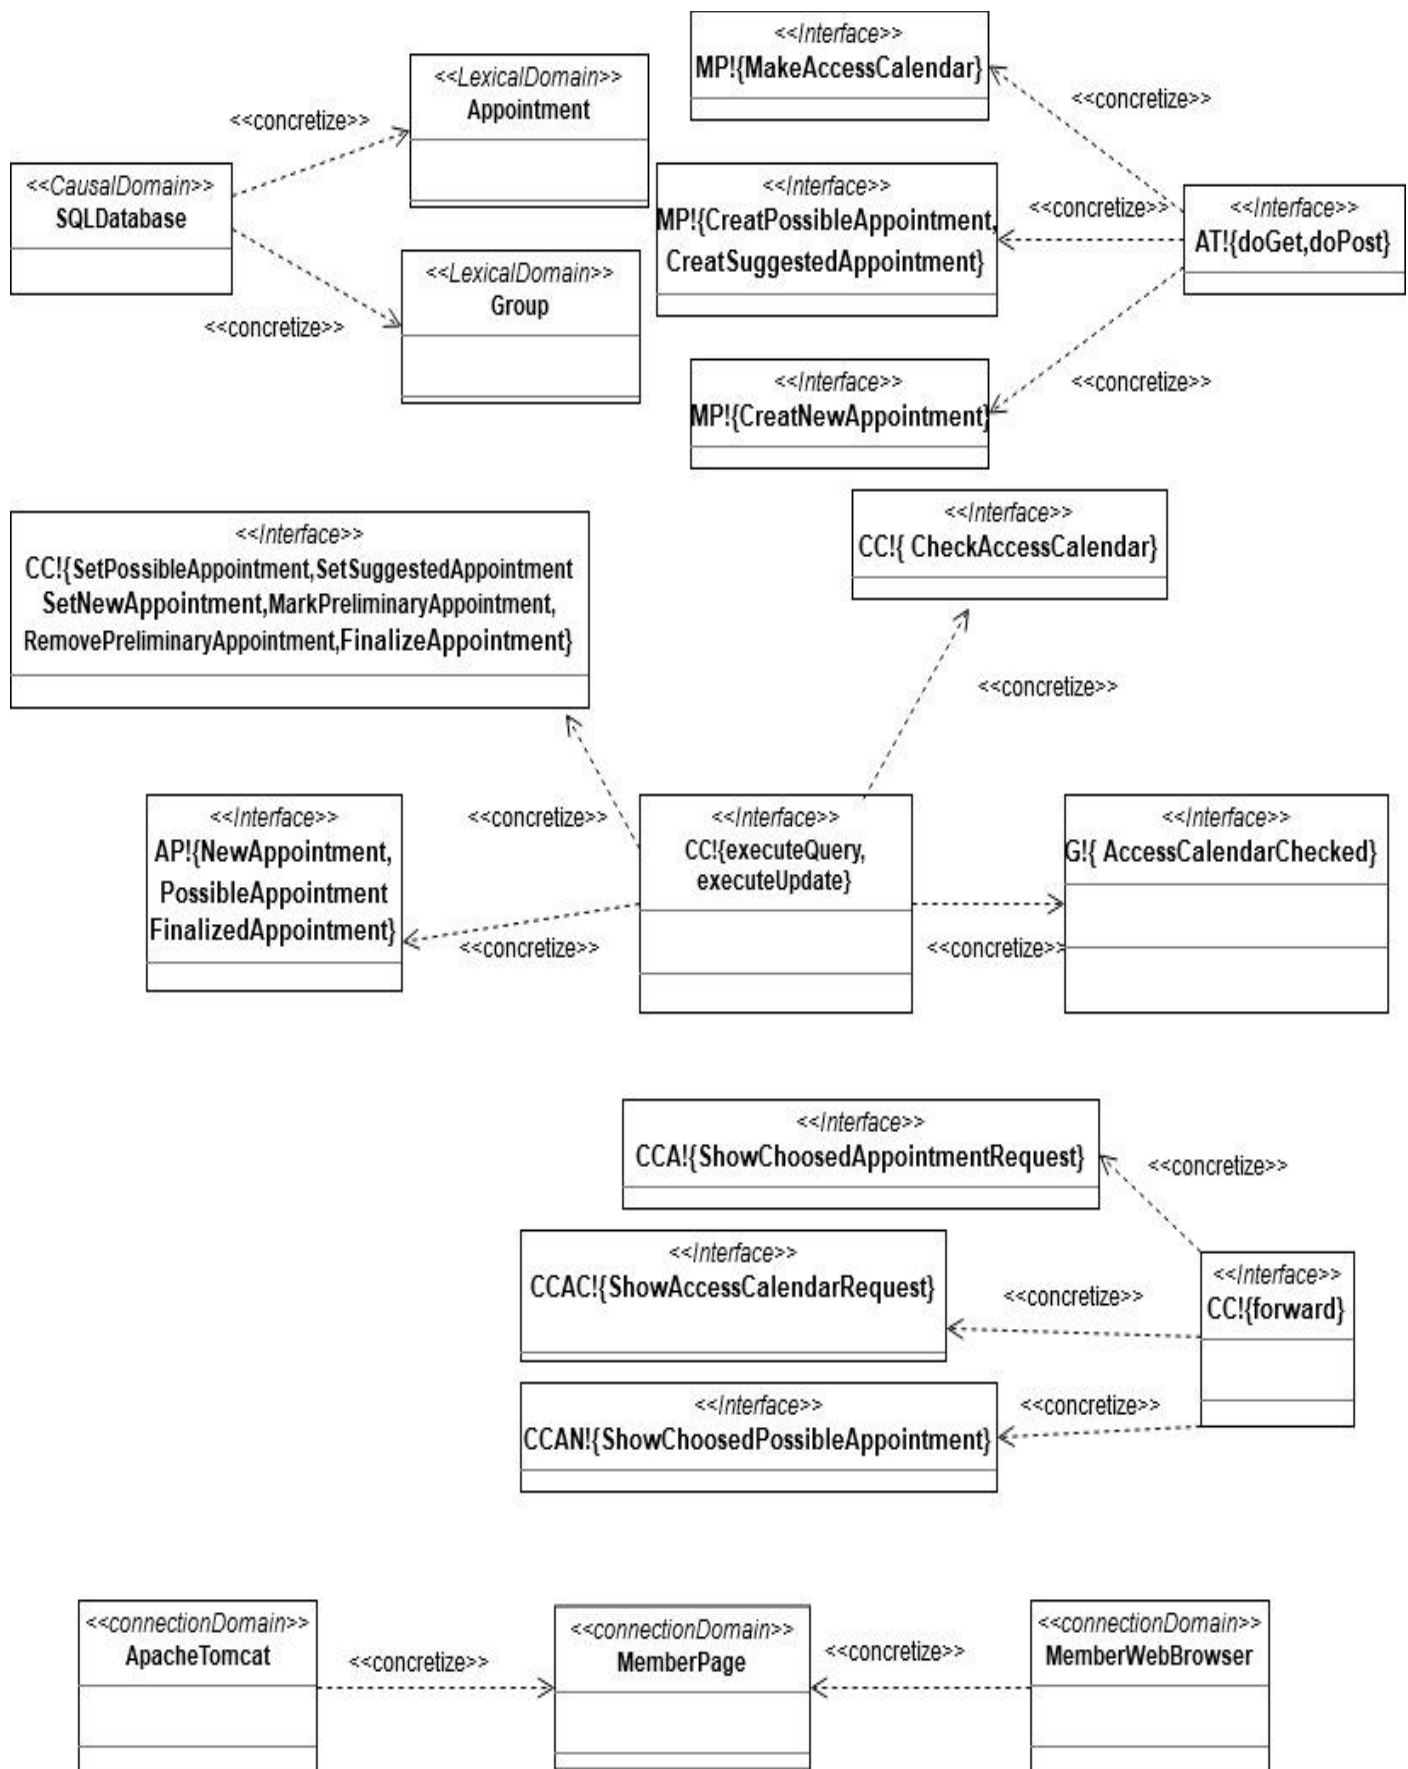 <<Interface>>
MP!{MakeAccessCalendar}
<<LexicalDomain>>
Appointment
<<concretize>>
<<concretize>>
<<CausalDomain>>
SQLDatabase
<<Interface>>
MP!{CreatPossibleAppointment,
CreatSuggestedAppointment}
<<concretize>>
<<Interface>>
AT!{doGet,doPost}
<<LexicalDomain>>
Group
<<concretize>>
<<Interface>>
MP!{CreatNewAppointment}
<<concretize>>
<<Interface>>
CC!{SetPossibleAppointment,SetSuggestedAppointment
SetNewAppointment,MarkPreliminaryAppointment,
RemovePreliminaryAppointment,FinalizeAppointment}
<<Interface>>
CC!{ CheckAccessCalendar}
<<concretize>>
<<Interface>>
AP!{NewAppointment,
PossibleAppointment
FinalizedAppointment}
<<concretize>>
<<concretize>>
<<Interface>>
CC!{executeQuery,
executeUpdate}
<<concretize>>
<<Interface>>
G!{ AccessCalendarChecked}
<<Interface>>
CCA!{ShowChoosedAppointmentRequest}
<<concretize>>
<<Interface>>
CCAC!{ShowAccessCalendarRequest}
<<concretize>>
<<Interface>>
CC!{forward}
<<Interface>>
CCAN!{ShowChoosedPossibleAppointment}
<<concretize>>
<<connectionDomain>>
ApacheTomcat
<<concretize>>
<<connectionDomain>>
MemberPage
<<concretize>>
<<connectionDomain>>
MemberWebBrowser